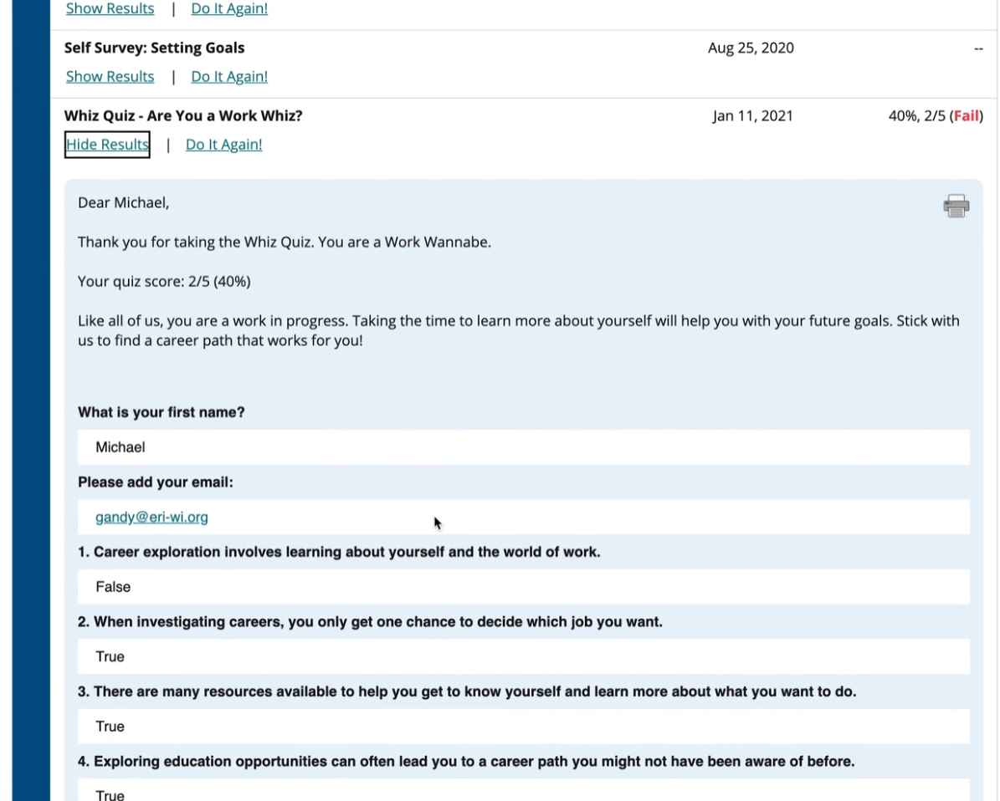 Show Results | Do It Again!
Self Survey: Setting Goals Aug 25, 2020 --
Show Results | Do It Again!
Whiz Quiz - Are You a Work Whiz? Jan 11, 2021 40%, 2/5 (Fail)
Hide Results | Do It Again!
Dear Michael,
Thank you for taking the Whiz Quiz. You are a Work Wannabe.
Your quiz score: 2/5 (40%)
Like all of us, you are a work in progress. Taking the time to learn more about yourself will help you with your future goals. Stick with
us to find a career path that works for you!
What is your first name?
Michael
Please add your email:
gandy@eri-wi.org
1. Career exploration involves learning about yourself and the world of work.
False
2. When investigating careers, you only get one chance to decide which job you want.
True
3. There are many resources available to help you get to know yourself and learn more about what you want to do.
True
4. Exploring education opportunities can often lead you to a career path you might not have been aware of before.
True